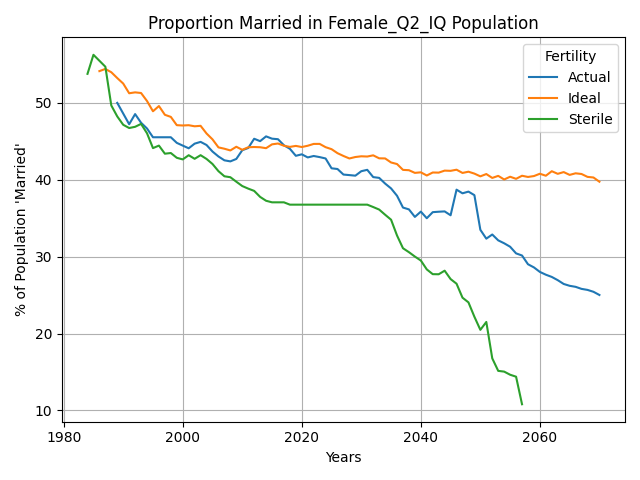 Proportion Married in Female_Q2_IQ Population
% of Population 'Married'
50
40
30
20
10
Fertility
Actual
Ideal
Sterile
1980
2000
2020
2040
2060
Years